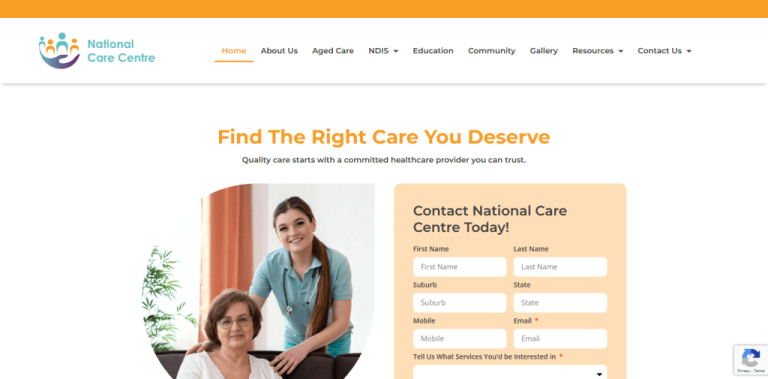 National
Care Centre
Home About Us Aged Care NDIS Education Community Gallery Resources Contact Us
Find The Right Care You Deserve
Quality care starts with a committed healthcare provider you can trust.
Contact National Care
Centre Today!
First Name Last Name
First Name Last Name
Suburb State
Suburb State
Mobile Email *
Mobile Email
Tell Us What Services You'd be Interested in *
Privacy - Terms